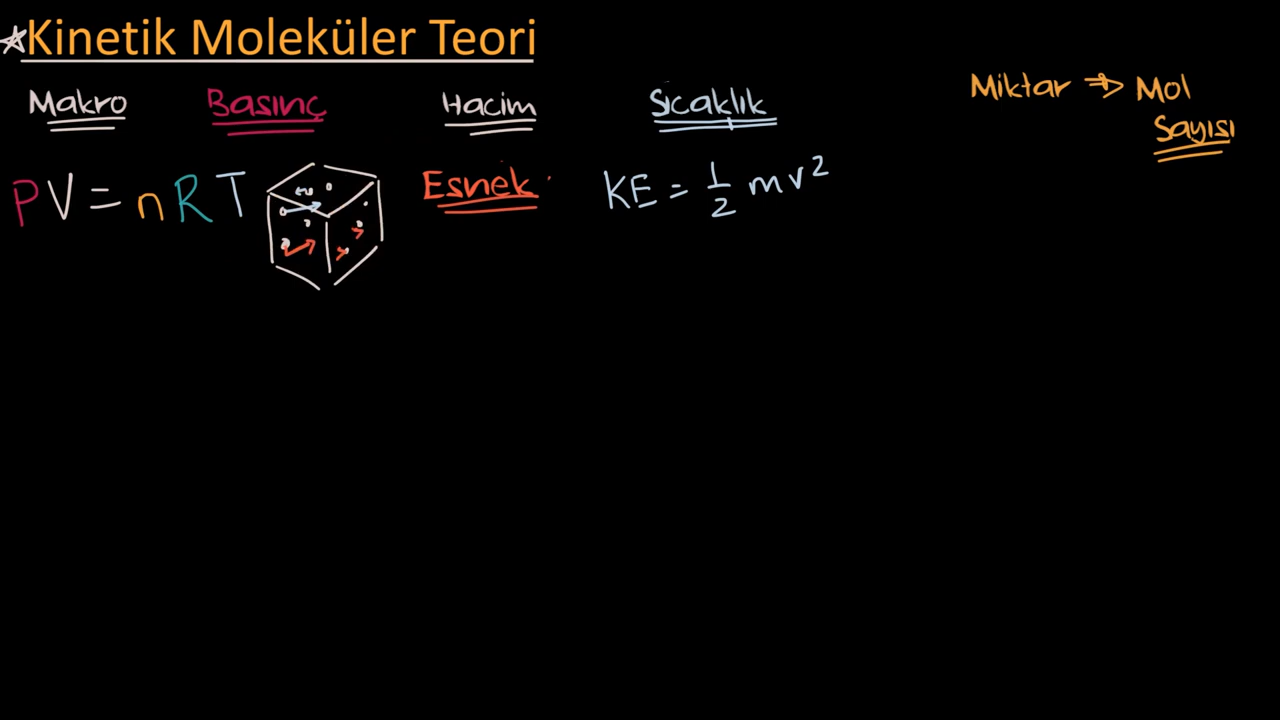 Kinetik Moleküler Teori
Makro Basınç Hacim Sıcaklık Miktar ⇒ Mol
Sayısı
PV = nRT Esnek KE = 1/2 mv²